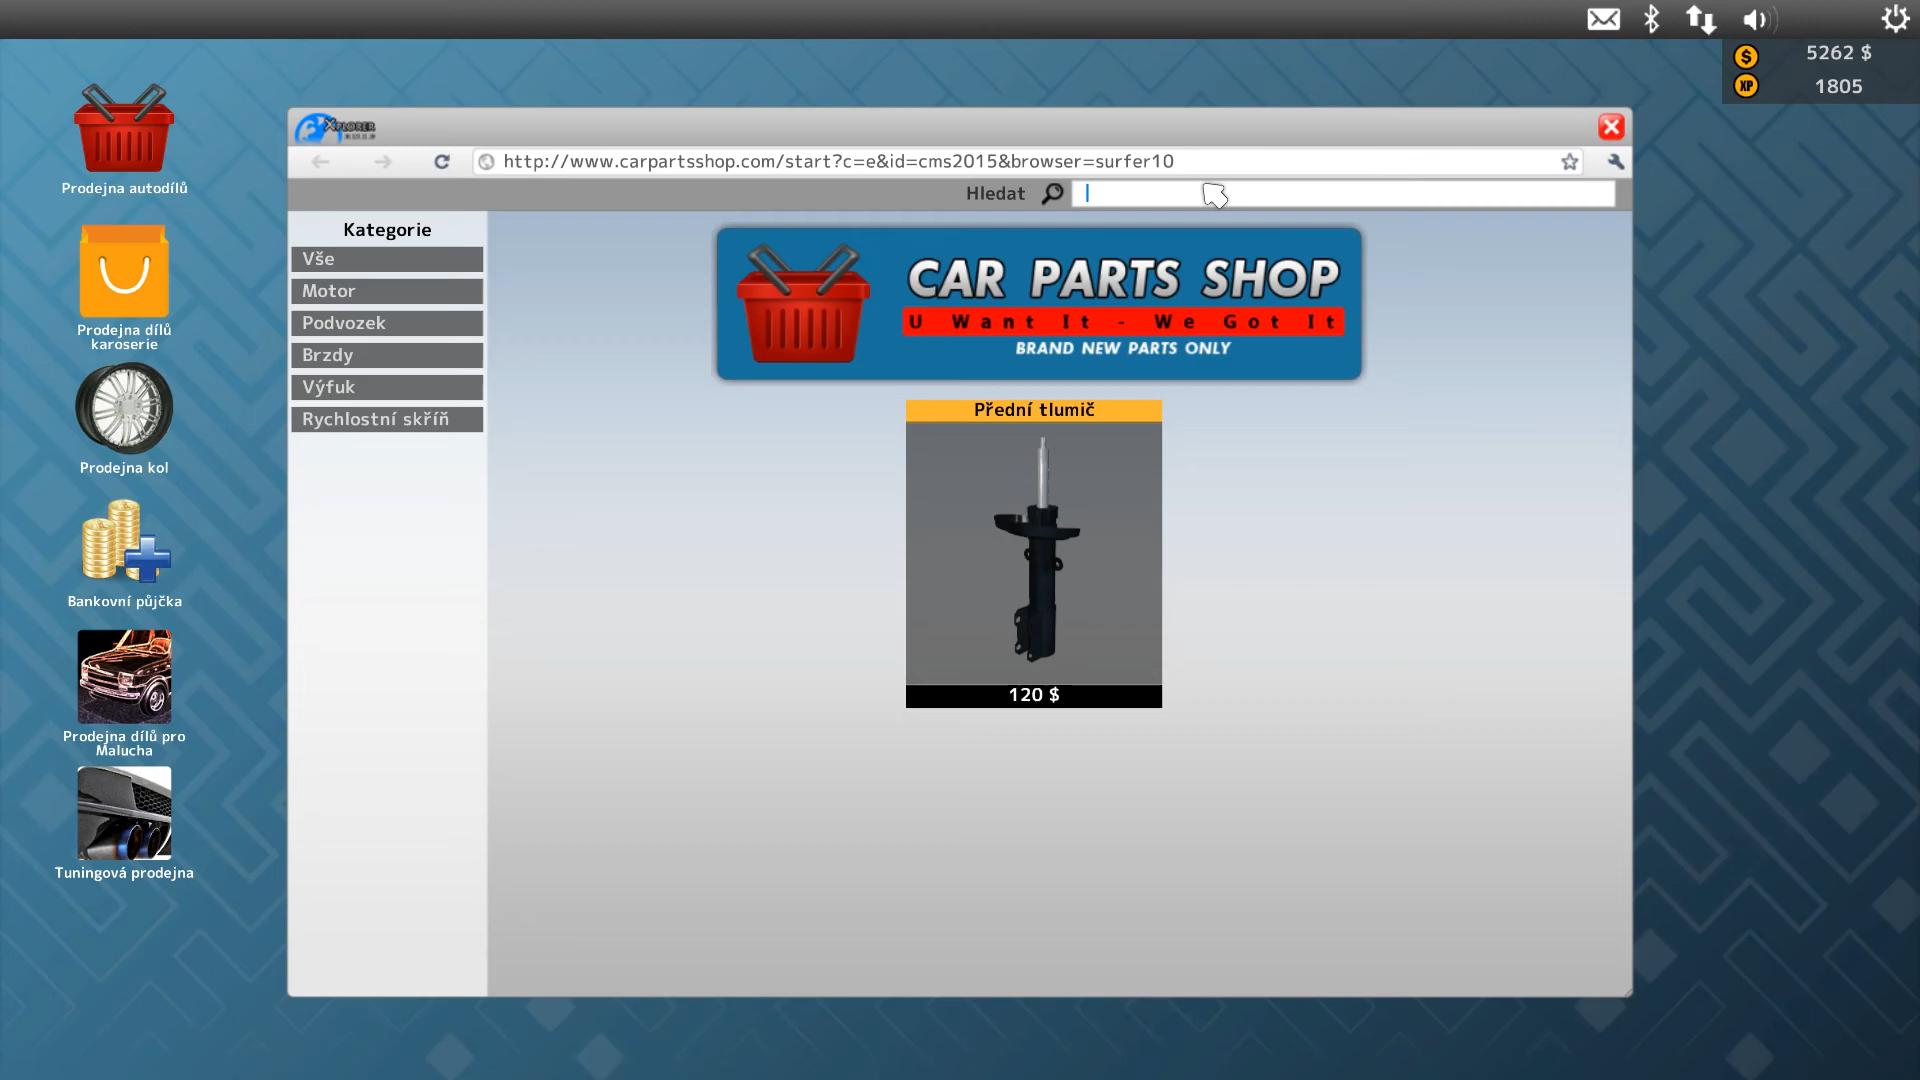 5262 $
XP
1805
Prodejna autodílů
Prodejna dílů
karoserie
Prodejna kol
Bankovní půjčka
Prodejna dílů pro
Malucha
Tuningová prodejna
XPLORER
http://www.carpartsshop.com/start?c=e&id=cms2015&browser=surfer10
Hledat
Kategorie
Vše
Motor
Podvozek
Brzdy
Výfuk
Rychlostní skříň
CAR PARTS SHOP
U Want It - We Got It
BRAND NEW PARTS ONLY
Přední tlumič
120 $